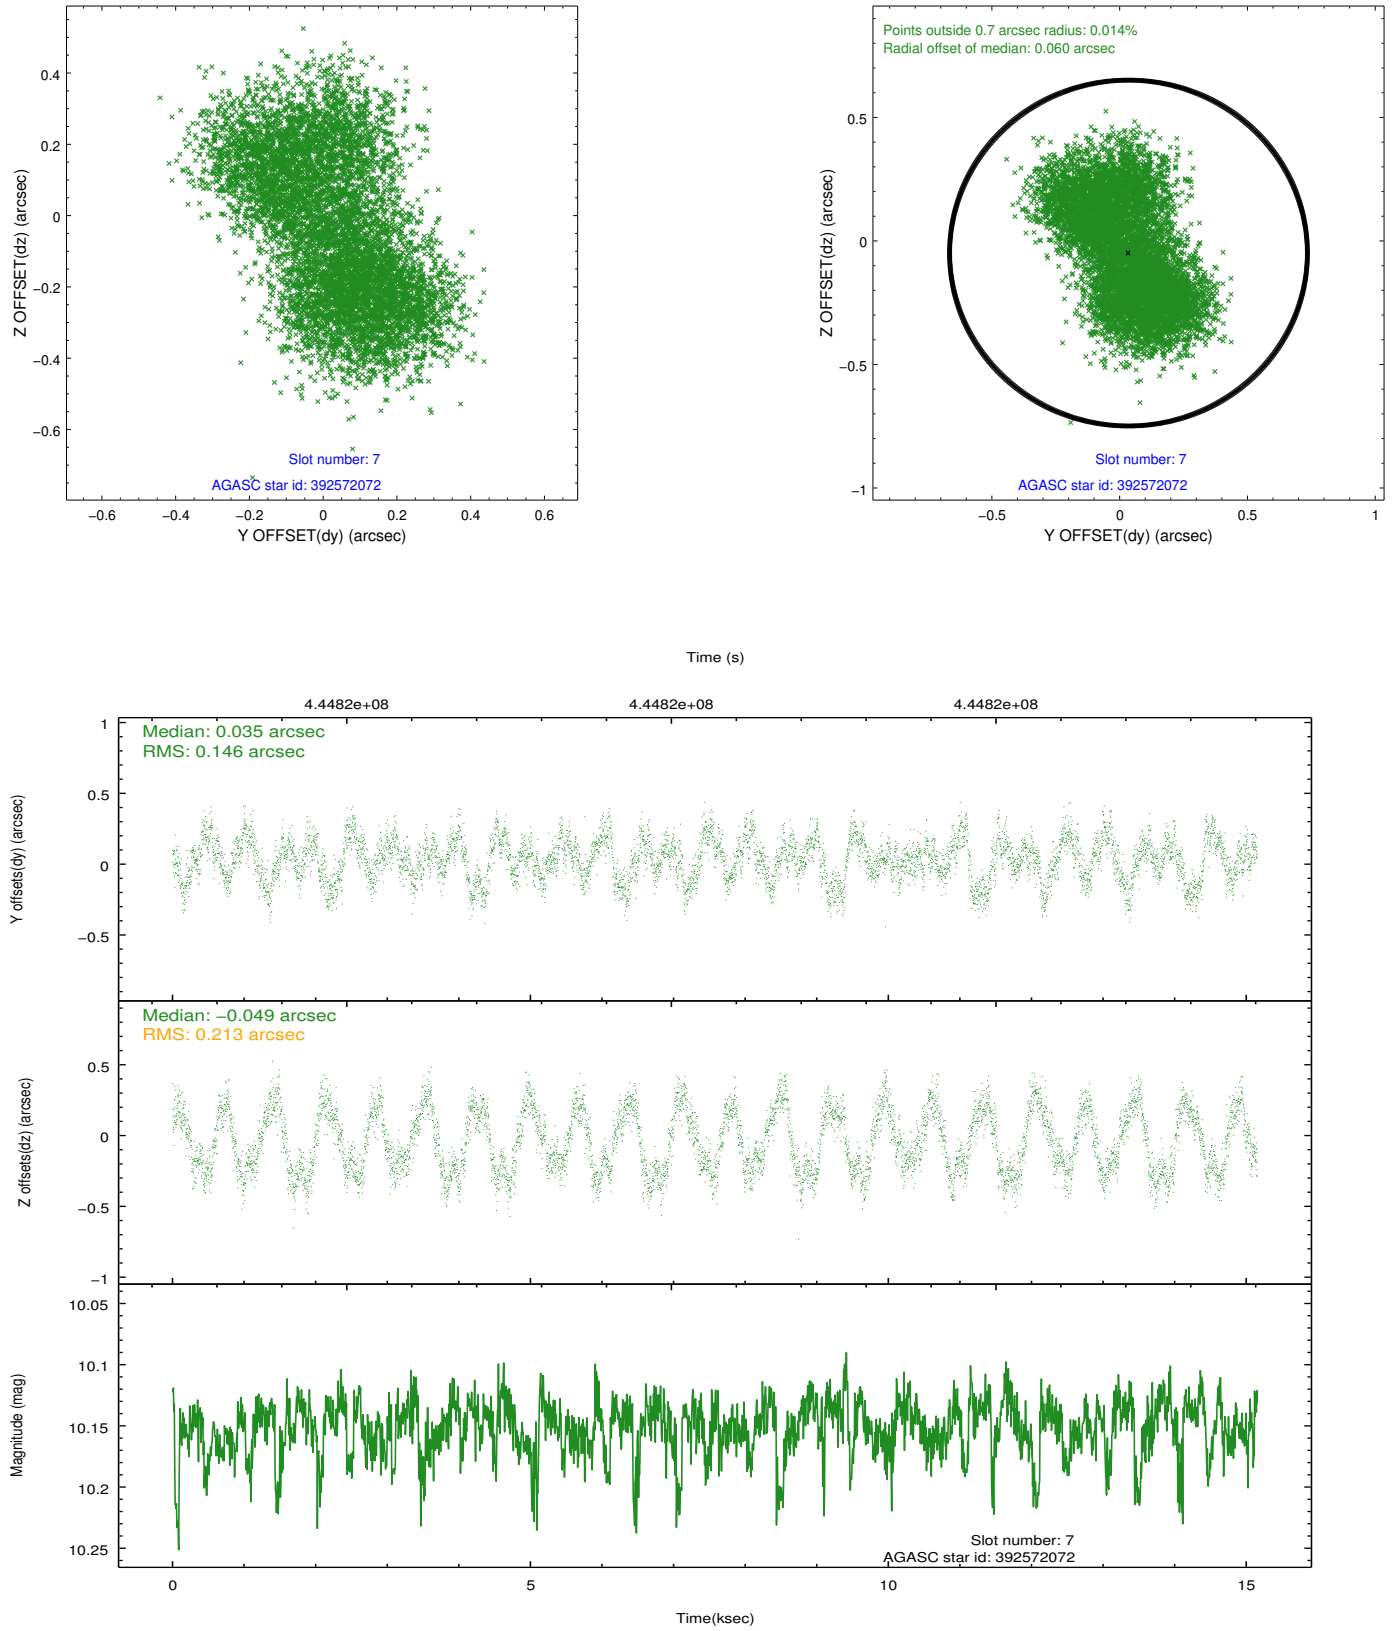 0.4
0.2
0
−0.2
−0.4
−0.6
Z OFFSET(dz) (arcsec)
Slot number: 7
AGASC star id: 392572072
−0.6 −0.4 −0.2 0 0.2 0.4 0.6
Y OFFSET(dy) (arcsec)
Points outside 0.7 arcsec radius: 0.014%
Radial offset of median: 0.060 arcsec
0.5
0
−0.5
−1
Z OFFSET(dz) (arcsec)
Slot number: 7
AGASC star id: 392572072
−0.5 0 0.5 1
Y OFFSET(dy) (arcsec)
Time (s)
4.4482e+08 4.4482e+08 4.4482e+08
Median: 0.035 arcsec
RMS: 0.146 arcsec
1
0.5
0
−0.5
Y offsets(dy) (arcsec)
Median: −0.049 arcsec
RMS: 0.213 arcsec
0.5
0
−0.5
−1
Z offsets(dz) (arcsec)
10.05
10.1
10.15
10.2
10.25
Magnitude (mag)
Slot number: 7
AGASC star id: 392572072
0 5 10 15
Time(ksec)